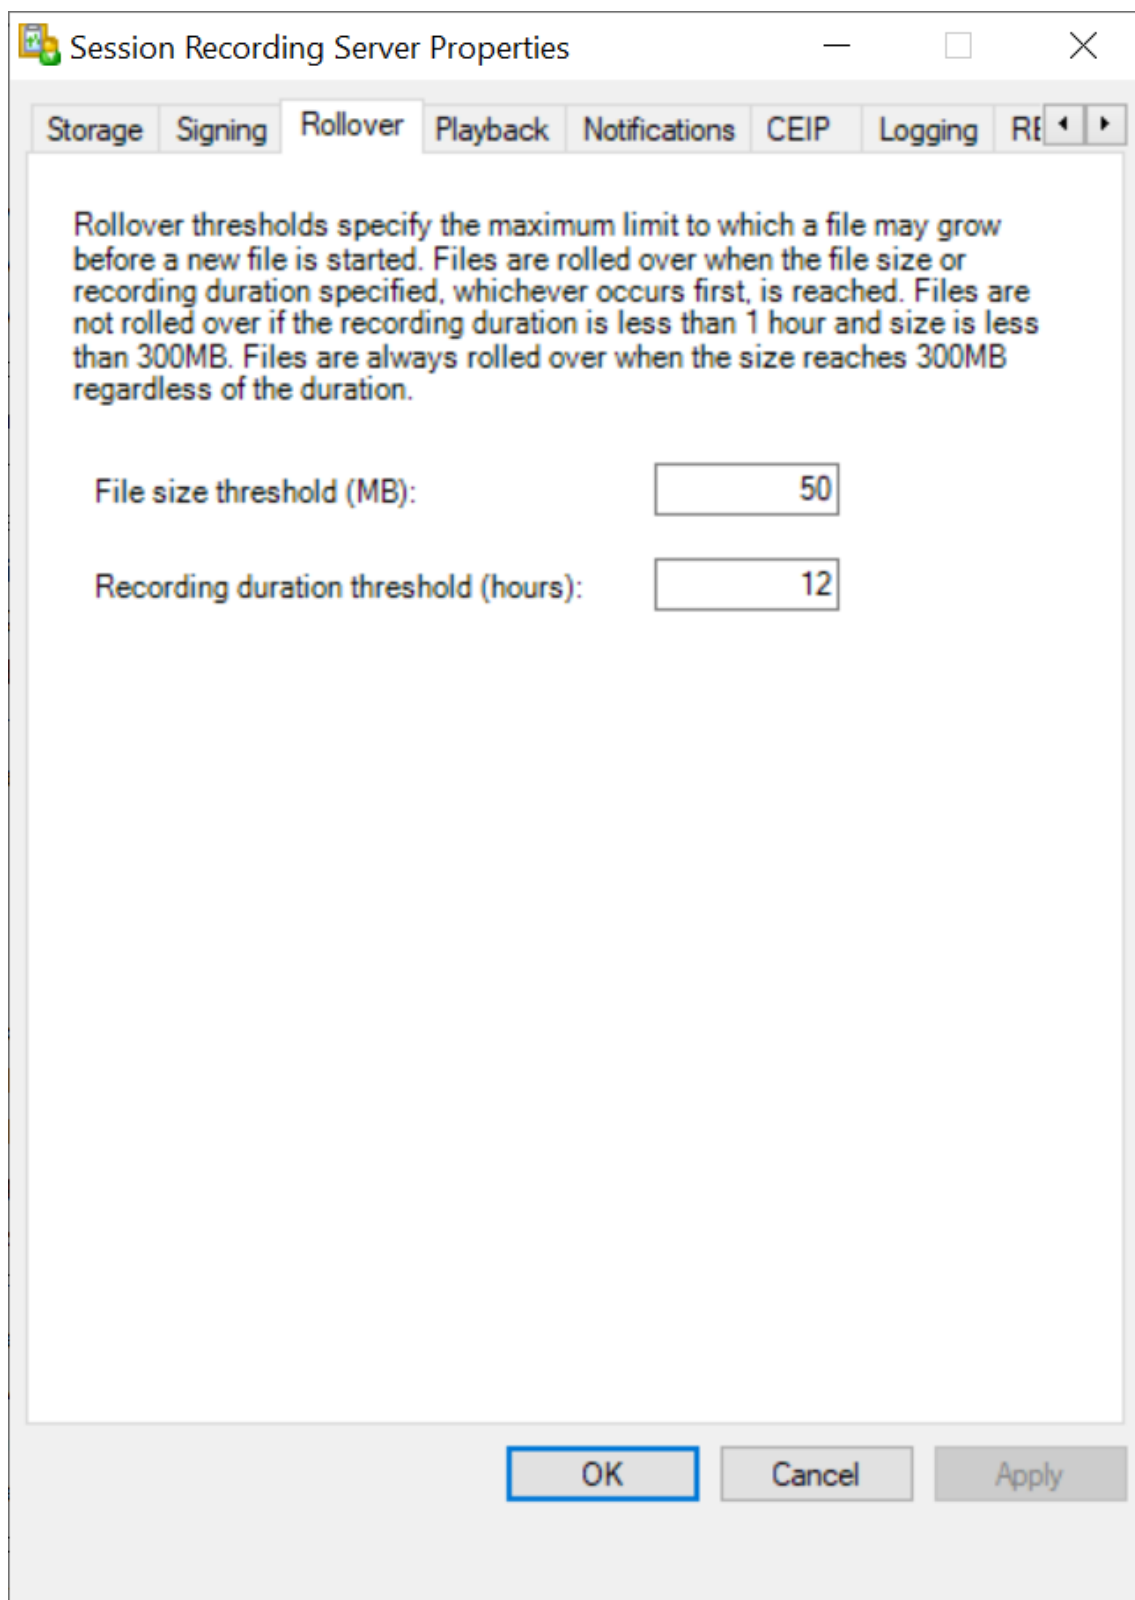 Session Recording Server Properties
Storage Signing Rollover Playback Notifications CEIP Logging
Rollover thresholds specify the maximum limit to which a file may grow
before a new file is started. Files are rolled over when the file size or
recording duration specified, whichever occurs first, is reached. Files are
not rolled over if the recording duration is less than 1 hour and size is less
than 300MB. Files are always rolled over when the size reaches 300MB
regardless of the duration.
File size threshold (MB): 50
Recording duration threshold (hours): 12
OK Cancel Apply